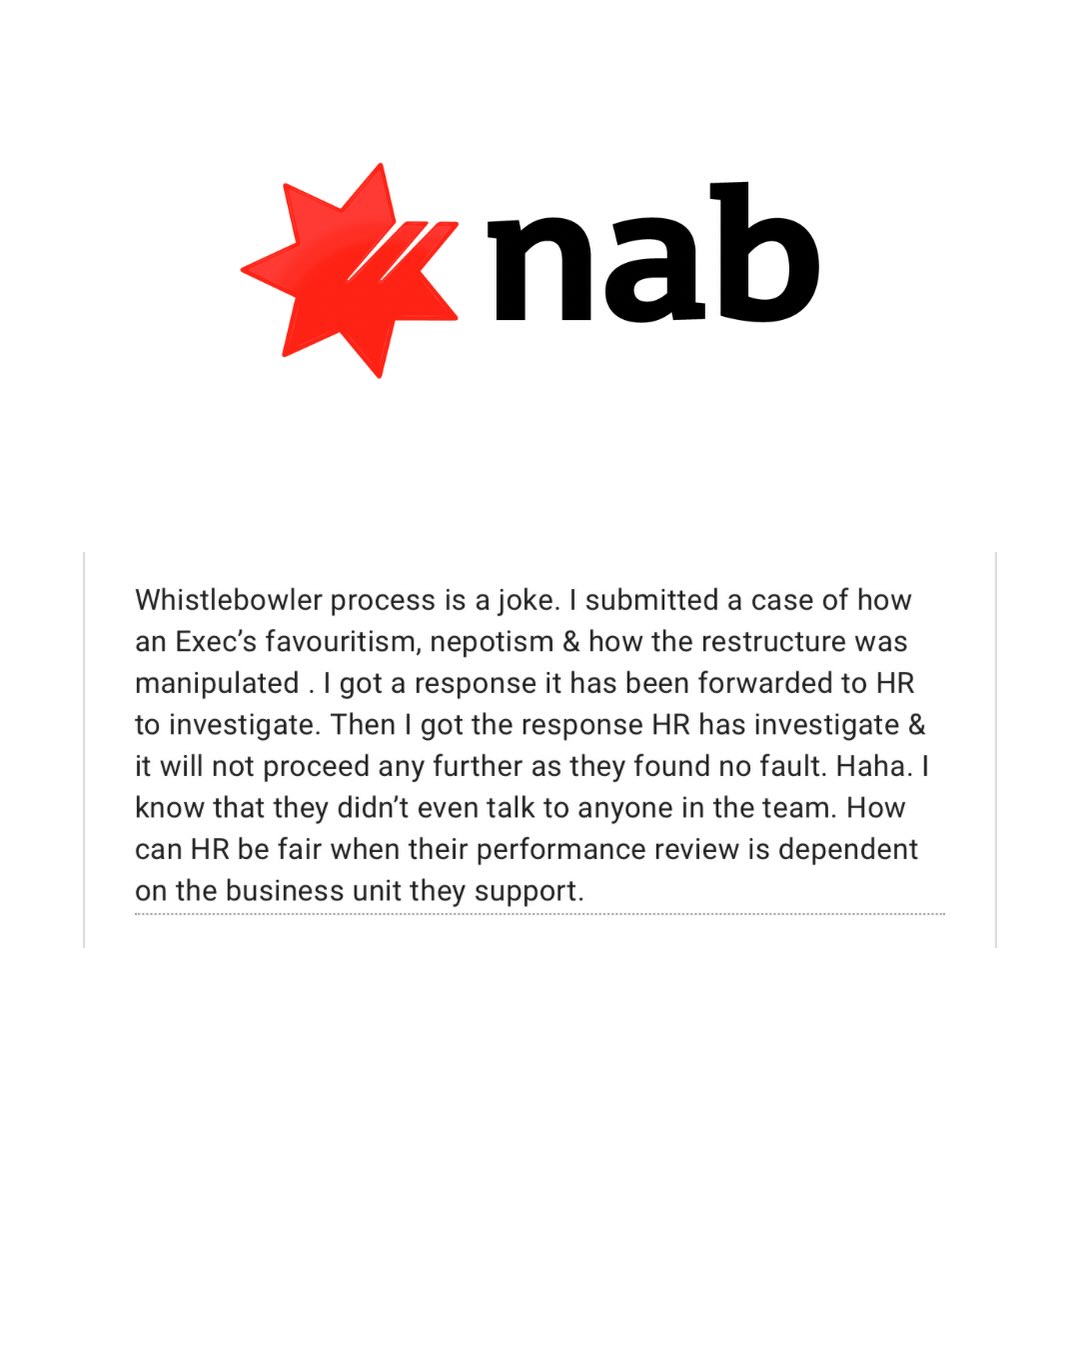 nab
Whistlebowler process is a joke. I submitted a case of how
an Exec’s favouritism, nepotism & how the restructure was
manipulated . I got a response it has been forwarded to HR
to investigate. Then I got the response HR has investigate &
it will not proceed any further as they found no fault. Haha. I
know that they didn’t even talk to anyone in the team. How
can HR be fair when their performance review is dependent
on the business unit they support.